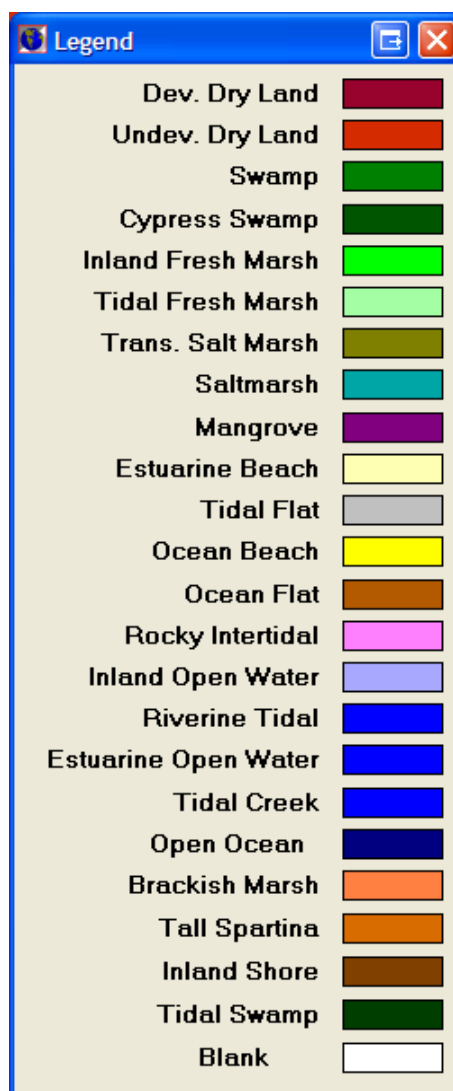 Legend
Dev. Dry Land
Undev. Dry Land
Swamp
Cypress Swamp
Inland Fresh Marsh
Tidal Fresh Marsh
Trans. Salt Marsh
Saltmarsh
Mangrove
Estuarine Beach
Tidal Flat
Ocean Beach
Ocean Flat
Rocky Intertidal
Inland Open Water
Riverine Tidal
Estuarine Open Water
Tidal Creek
Open Ocean
Brackish Marsh
Tall Spartina
Inland Shore
Tidal Swamp
Blank